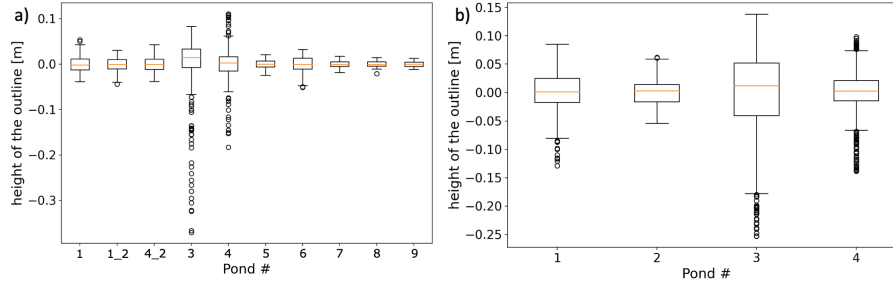 a)
height of the outline [m]
0.1
0.0
−0.1
−0.2
−0.3
1 1_2 4_2 3 4 5 6 7 8 9
Pond #
b)
height of the outline [m]
0.15
0.10
0.05
0.00
−0.05
−0.10
−0.15
−0.20
−0.25
1 2 3 4
Pond #